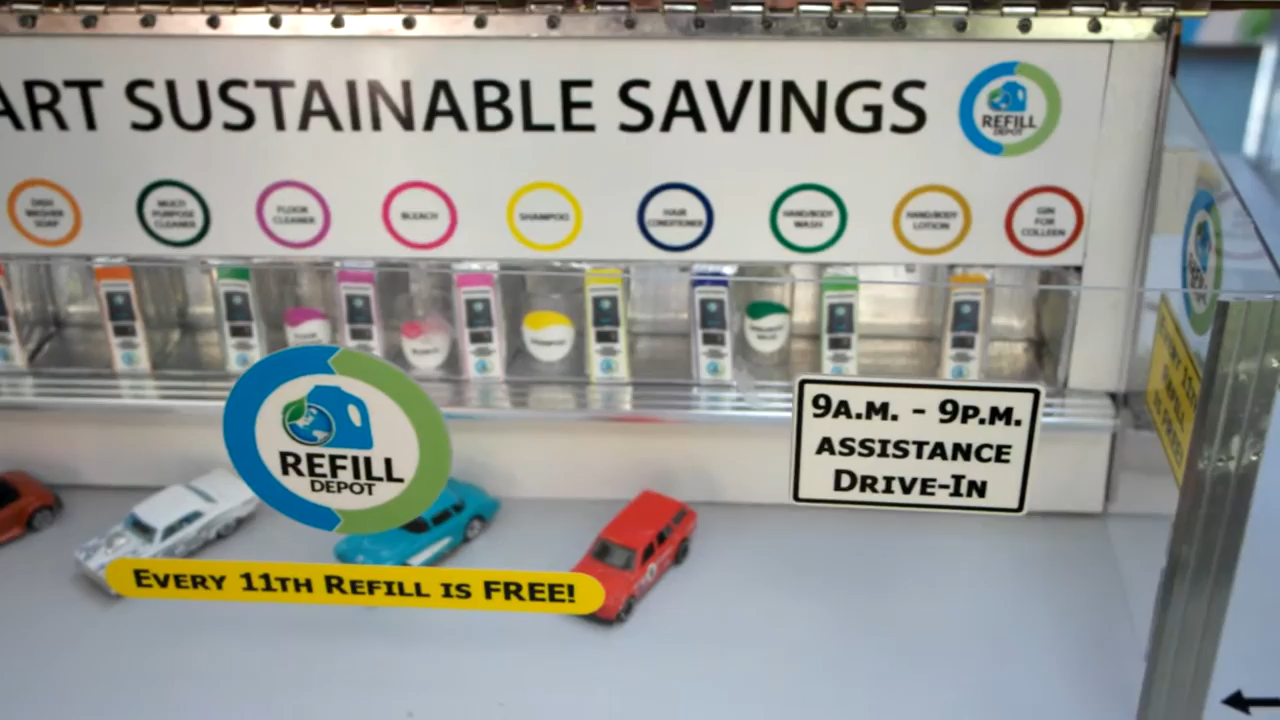 ART SUSTAINABLE SAVINGS
REFILL
DEPOT
DISH
WASHER
SOAP
MULTI
PURPOSE
CLEANER
FLOOR
CLEANER
BLEACH
SHAMPOO
HAIR
CONDITIONER
HAND/BODY
WASH
HAND/BODY
LOTION
GIN
FOR
COLLEEN
REFILL
DEPOT
9A.M. - 9P.M.
ASSISTANCE
DRIVE-IN
EVERY 11TH REFILL IS FREE!